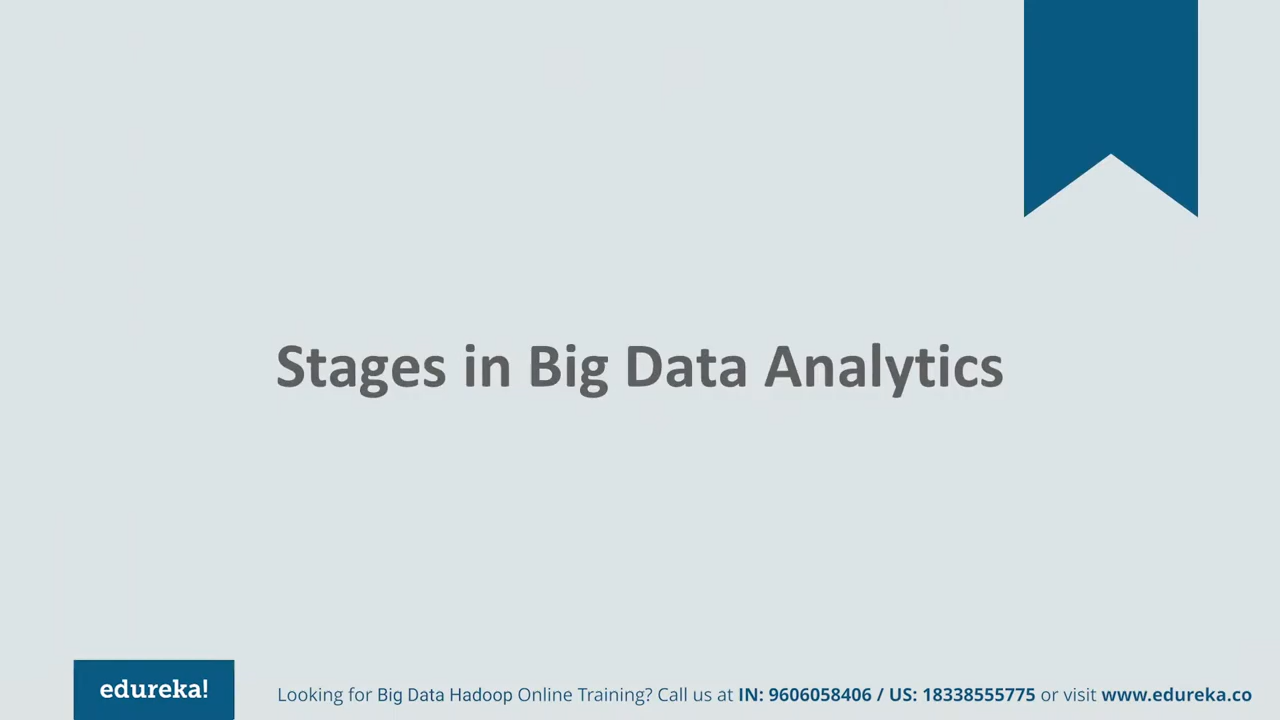 Stages in Big Data Analytics
edureka!
Looking for Big Data Hadoop Online Training? Call us at IN: 9606058406 / US: 18338555775 or visit www.edureka.co